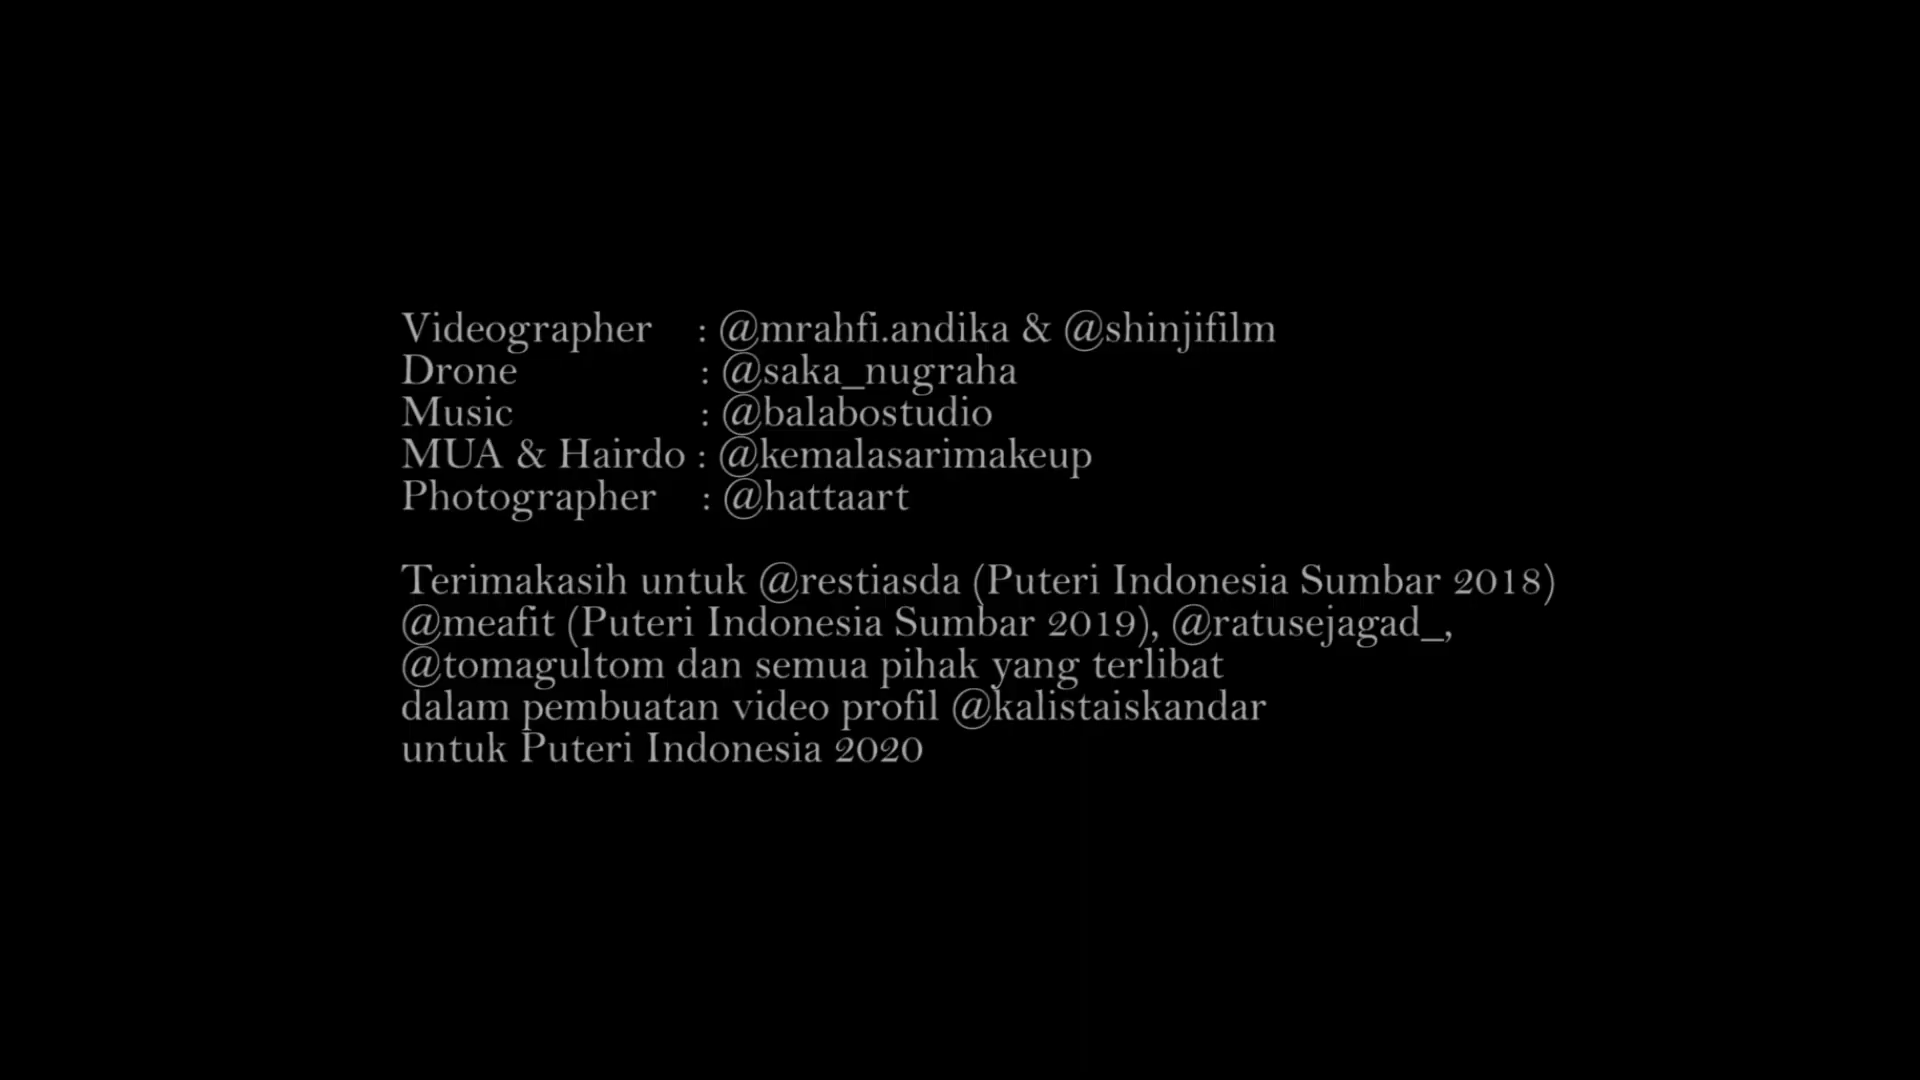 Videographer : @mrahfi.andika & @shinjifilm
Drone : @saka_nugraha
Music : @balabostudio
MUA & Hairdo : @kemalasarimakeup
Photographer : @hattaart
Terimakasih untuk @restiasda (Puteri Indonesia Sumbar 2018)
@meafit (Puteri Indonesia Sumbar 2019), @ratusejagad_,
@tomagultom dan semua pihak yang terlibat
dalam pembuatan video profil @kalistaiskandar
untuk Puteri Indonesia 2020